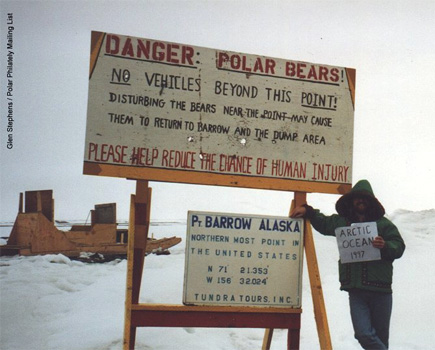 DANGER: POLAR BEARS!
NO VEHICLES BEYOND THIS POINT!
DISTURBING THE BEARS NEAR THE POINT MAY CAUSE
THEM TO RETURN TO BARROW AND THE DUMP AREA
PLEASE HELP REDUCE THE CHANCE OF HUMAN INJURY
PT BARROW ALASKA
NORTHERN MOST POINT IN
THE UNITED STATES
N 71° 21.353'
W 156° 32.024'
TUNDRA TOURS, INC.
ARCTIC
OCEAN
1997
Glen Stephens / Polar Philately Mailing List